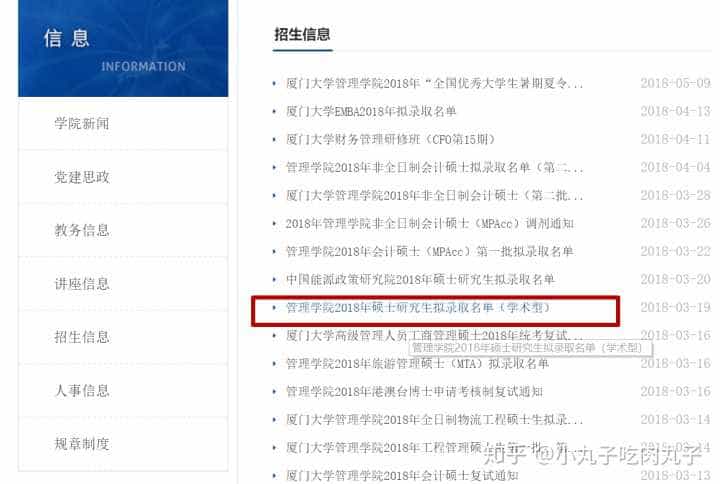 信息
INFORMATION
学院新闻
党建思政
教务信息
讲座信息
招生信息
人事信息
规章制度
招生信息
厦门大学管理学院2018年“全国优秀大学生暑期夏令... 2018-05-09
厦门大学EMBA2018年拟录取名单 2018-04-13
厦门大学财务管理研修班（CFO第15期） 2018-04-11
管理学院2018年非全日制会计硕士拟录取名单（第二... 2018-04-04
厦门大学管理学院2018年非全日制会计硕士（第二批... 2018-03-28
2018年管理学院非全日制会计硕士（MPAcc）调剂通知 2018-03-26
管理学院2018年会计硕士（MPAcc）第一批拟录取名单 2018-03-22
中国能源政策研究院2018年硕士研究生拟录取名单 2018-03-20
管理学院2018年硕士研究生拟录取名单（学术型） 2018-03-19
厦门大学高级管理人员工商管理硕士2018年统考复试... 2018-03-16
管理学院2018年硕士研究生拟录取名单（学术型）
管理学院2018年旅游管理硕士（MTA）拟录取名单 2018-03-16
管理学院2018年港澳台博士申请考核制复试通知 2018-03-16
厦门大学管理学院2018年全日制物流工程硕士生拟录... 2018-03-14
厦门大学管理学院2018年工程管理硕士生第一批、第... 2018-03-14
厦门大学管理学院2018年会计硕士复试通知 2018-03-13
知乎 @小丸子吃肉丸子